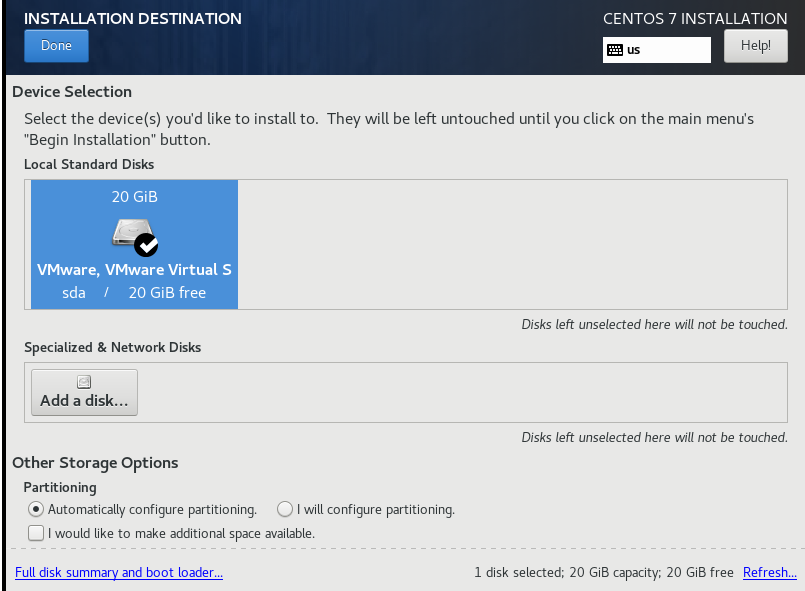 INSTALLATION DESTINATION
CENTOS 7 INSTALLATION
Done
us
Help!
Device Selection
Select the device(s) you'd like to install to.  They will be left untouched until you click on the main menu's
"Begin Installation" button.
Local Standard Disks
20 GiB
VMware, VMware Virtual S
sda / 20 GiB free
Disks left unselected here will not be touched.
Specialized & Network Disks
Add a disk...
Disks left unselected here will not be touched.
Other Storage Options
Partitioning
Automatically configure partitioning. I will configure partitioning.
I would like to make additional space available.
Full disk summary and boot loader... 1 disk selected; 20 GiB capacity; 20 GiB free Refresh...